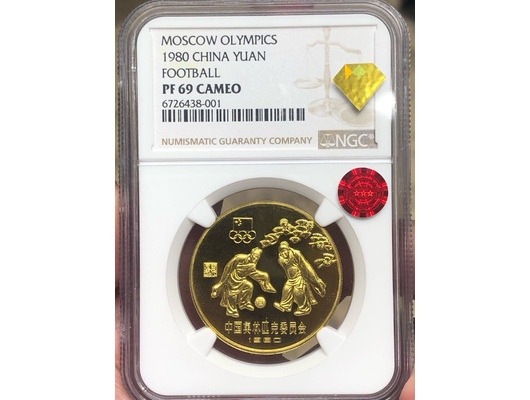 MOSCOW OLYMPICS
1980 CHINA YUAN
FOOTBALL
PF 69 CAMEO
6726438-001
NUMISMATIC GUARANTY COMPANY
NGC
中国奥林匹克委员会
1980